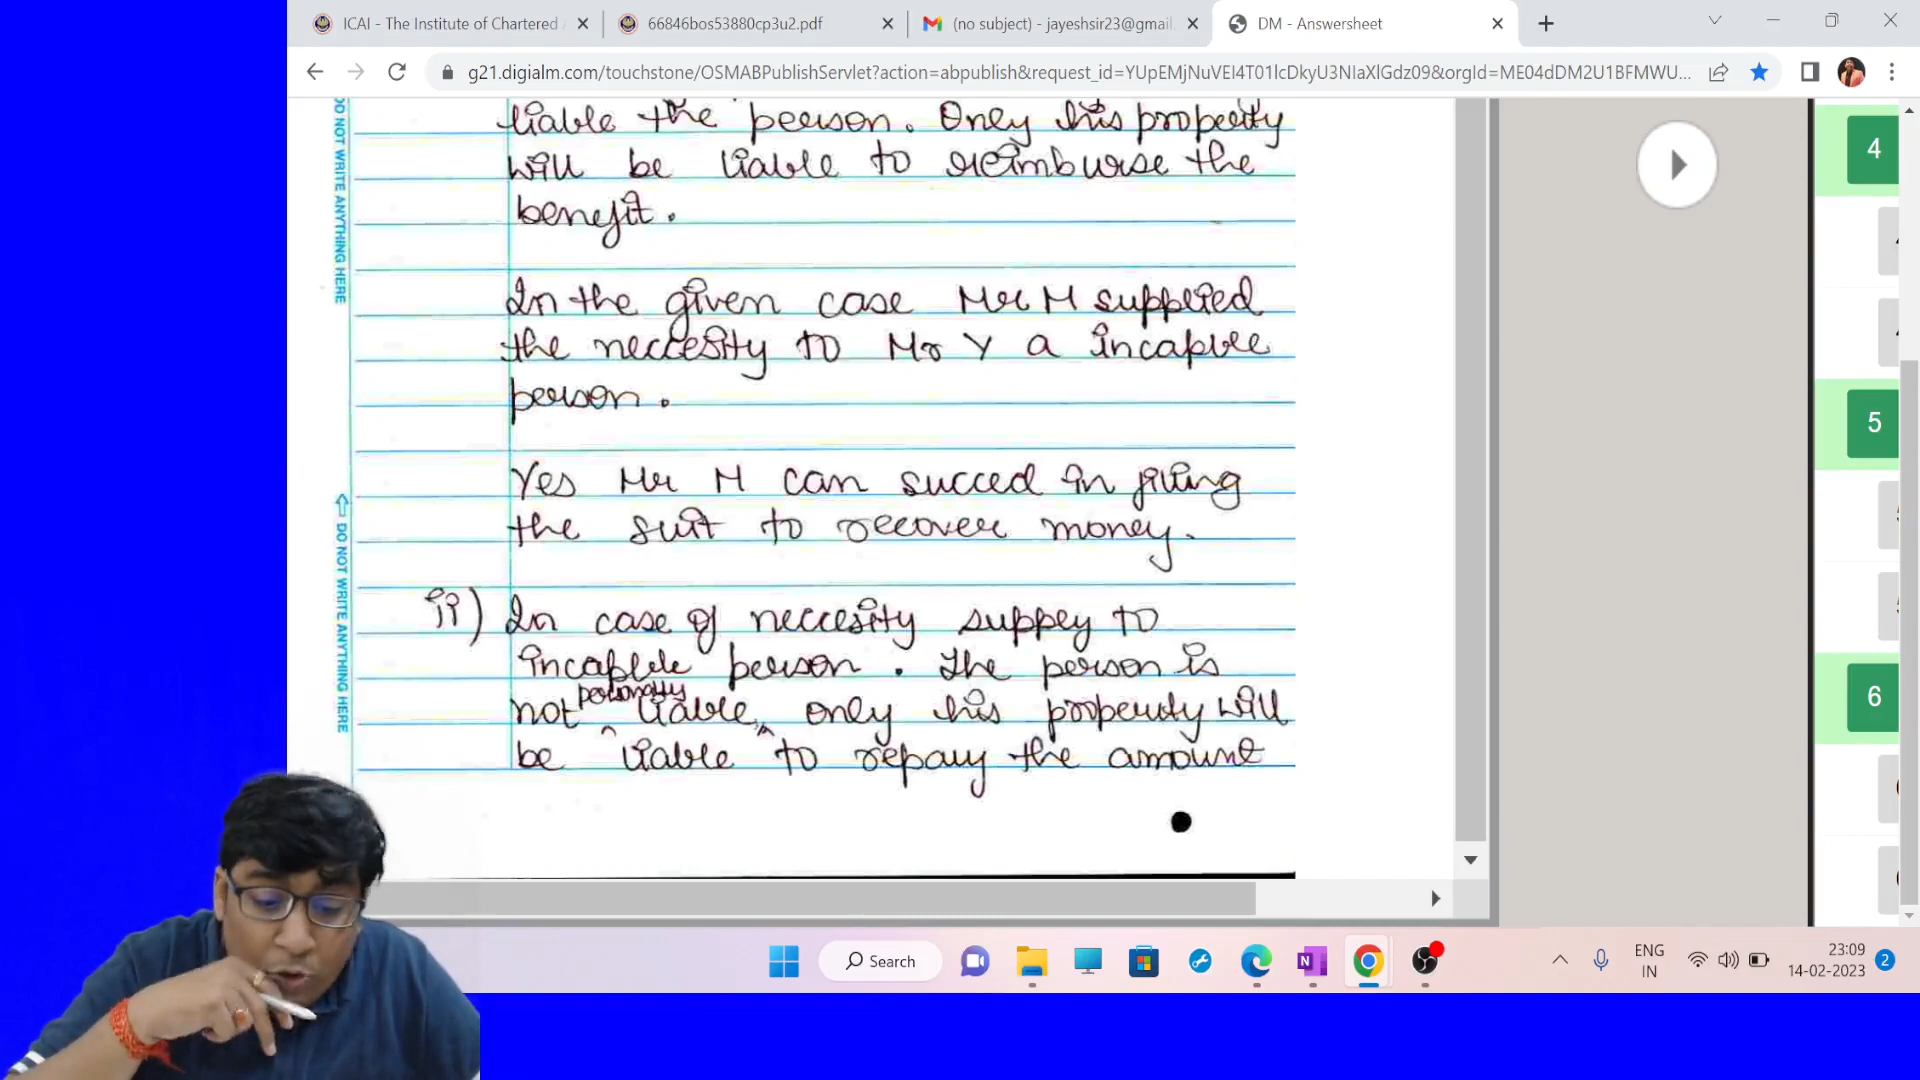 ICAI - The Institute of Chartered
66846bos53880cp3u2.pdf
(no subject) - jayeshsir23@gmail.
DM - Answersheet
g21.digialm.com/touchstone/OSMABPublishServlet?action=abpublish&request_id=YUpEMjNuVEI4T01lcDkyU3NIaXlGdz09&orgId=ME04dDM2U1BFMWU...
DO NOT WRITE ANYTHING HERE
DO NOT WRITE ANYTHING HERE
liable the person. Only his property
will be liable to reimburse the
benefit.
In the given case Mr M supplied
the neccesity to Mr Y a incapble
person.
Yes Mr M can succed in filing
the suit to recover money.
ii) In case of neccesity supply to
incapble person. The person is
not personally liable, only his property will
be liable to repay the amount
4
5
6
Search
ENG
IN
23:09
14-02-2023
2